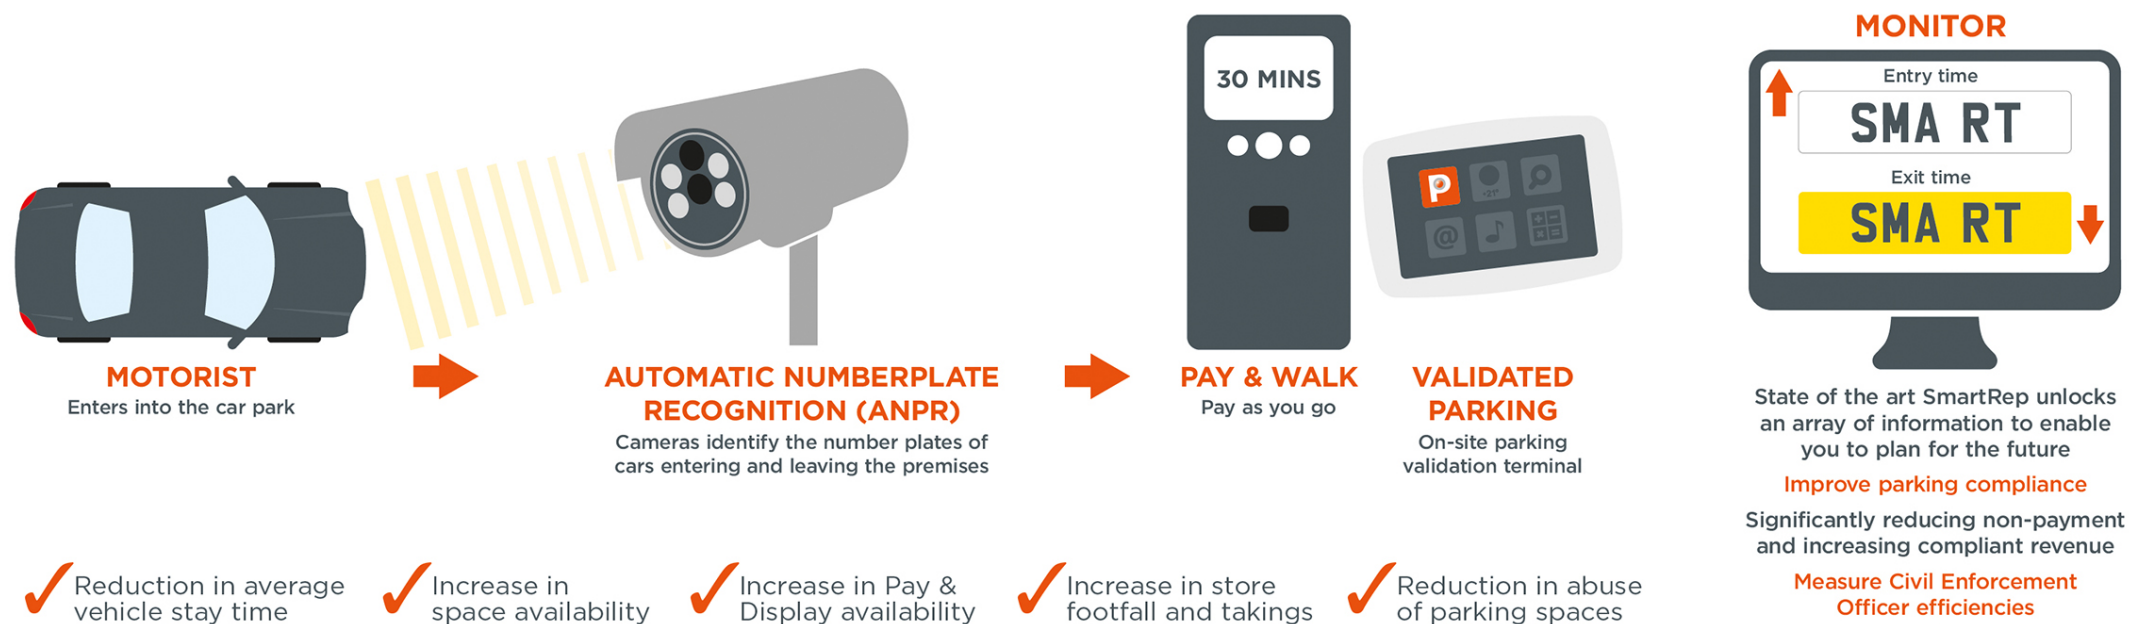 MOTORIST
Enters into the car park
AUTOMATIC NUMBERPLATE
RECOGNITION (ANPR)
Cameras identify the number plates of
cars entering and leaving the premises
30 MINS
PAY & WALK
Pay as you go
P
+21°
@
VALIDATED
PARKING
On-site parking
validation terminal
MONITOR
Entry time
SMA RT
Exit time
SMA RT
State of the art SmartRep unlocks
an array of information to enable
you to plan for the future
Improve parking compliance
Significantly reducing non-payment
and increasing compliant revenue
Measure Civil Enforcement
Officer efficiencies
Reduction in average
vehicle stay time
Increase in
space availability
Increase in Pay &
Display availability
Increase in store
footfall and takings
Reduction in abuse
of parking spaces